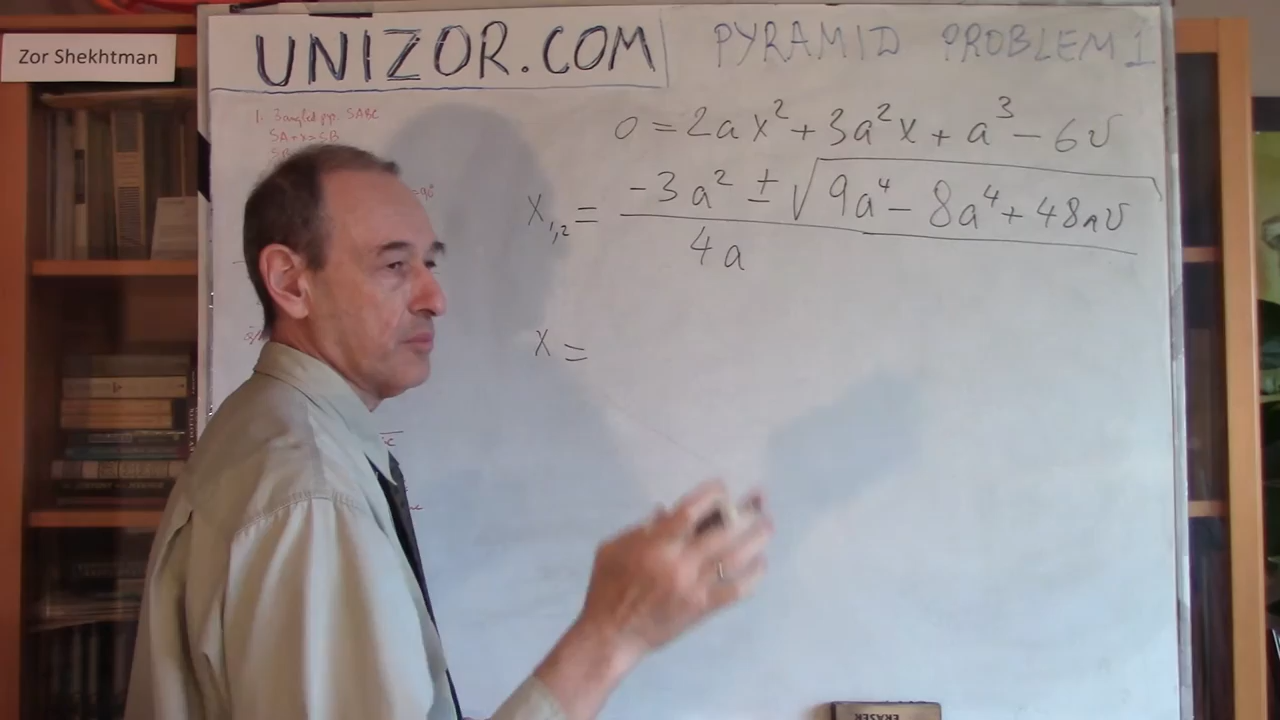 Zor Shekhtman
UNIZOR.COM
PYRAMID PROBLEM 1
1. 3angled pyr. SABC
SA+x=SB
0 = 2ax² + 3a²x + a³ - 6v
x₁,₂ = (-3a² ± √(9a⁴ - 8a⁴ + 48av)) / 4a
x =
ERASER